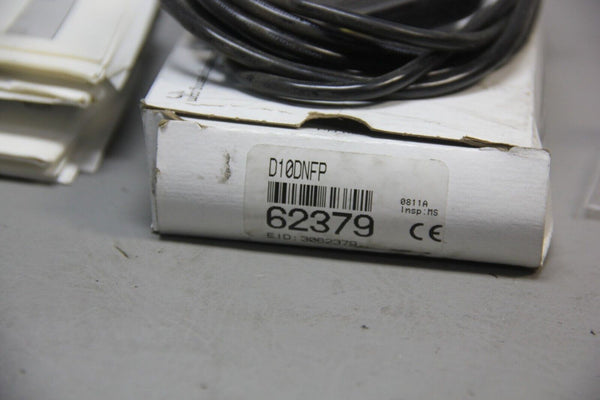 D10DNFP
62379
0811A
Insp:MS
CE